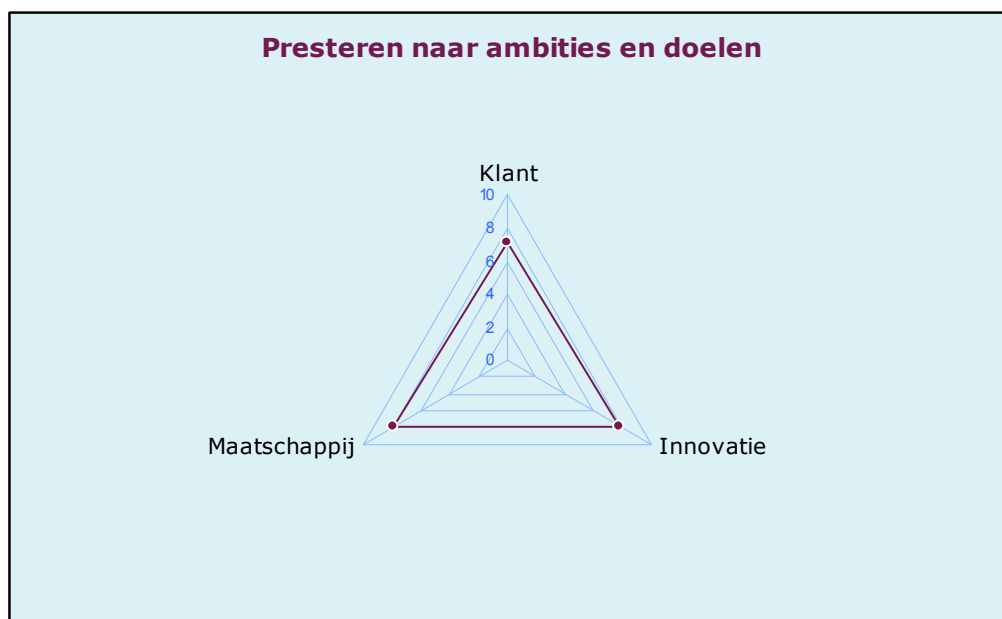 Presteren naar ambities en doelen
Klant
10
8
6
4
2
0
Maatschappij
Innovatie